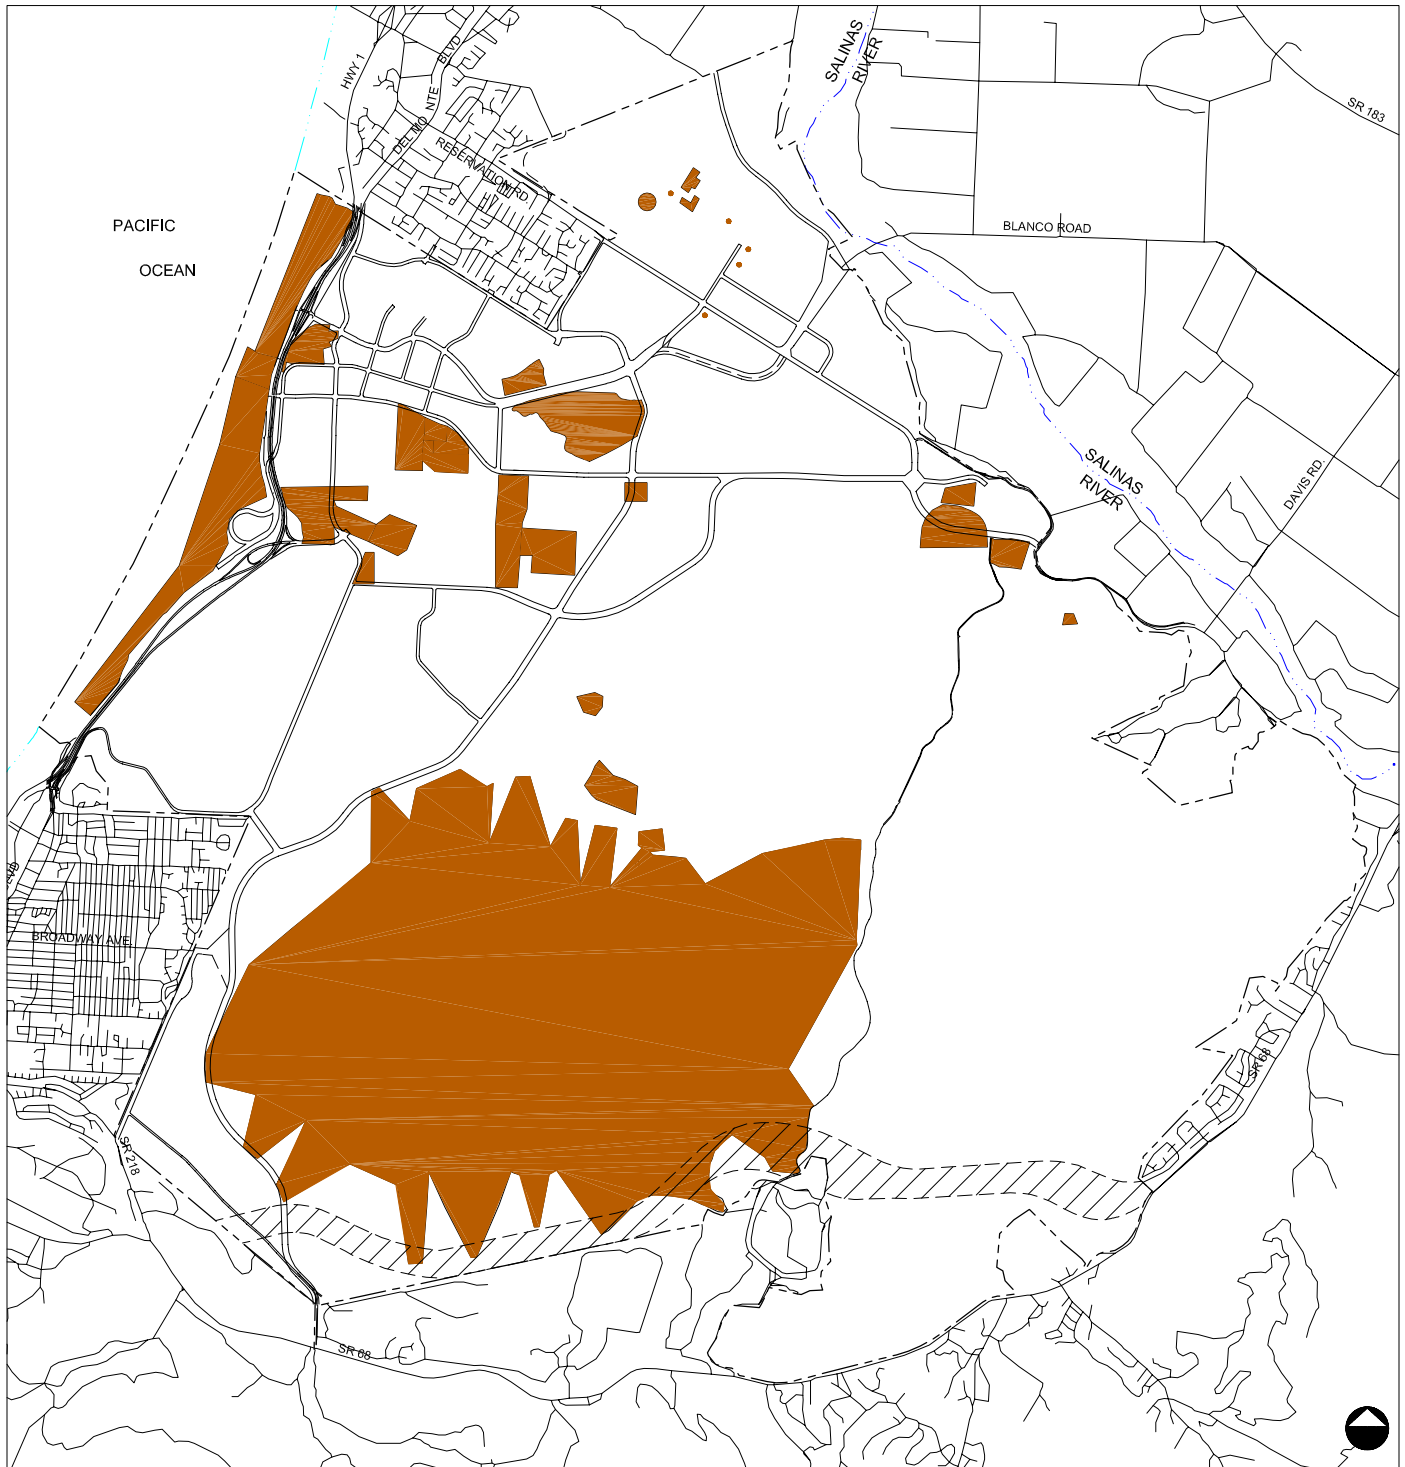 SALINAS
RIVER
HWY 1
BLVD
NTE
DEL MO
SR 183
RESERVATION RD.
PACIFIC
OCEAN
BLANCO ROAD
SALINAS
RIVER
DAVIS RD.
BROADWAY AVE.
SR 68
SR 218
SR 68